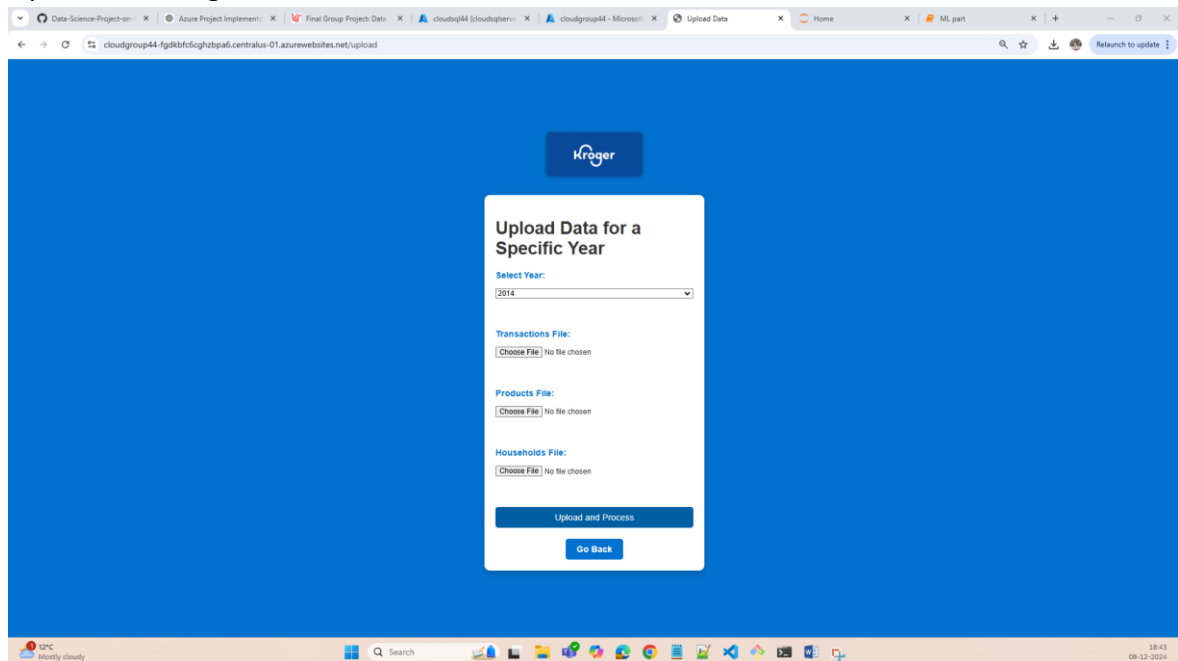 Data-Science-Project-on-
Azure Project Implementa
Final Group Project: Data
cloudsql44 (cloudsqlserve
cloudgroup44 - Microsoft
Upload Data
Home
ML part
cloudgroup44-fgdkbfc6cghzbpa6.centralus-01.azurewebsites.net/upload
Relaunch to update
Kroger
Upload Data for a
Specific Year
Select Year:
2014
Transactions File:
Choose File No file chosen
Products File:
Choose File No file chosen
Households File:
Choose File No file chosen
Upload and Process
Go Back
1
12°C
Mostly cloudy
Search
18:43
08-12-2024